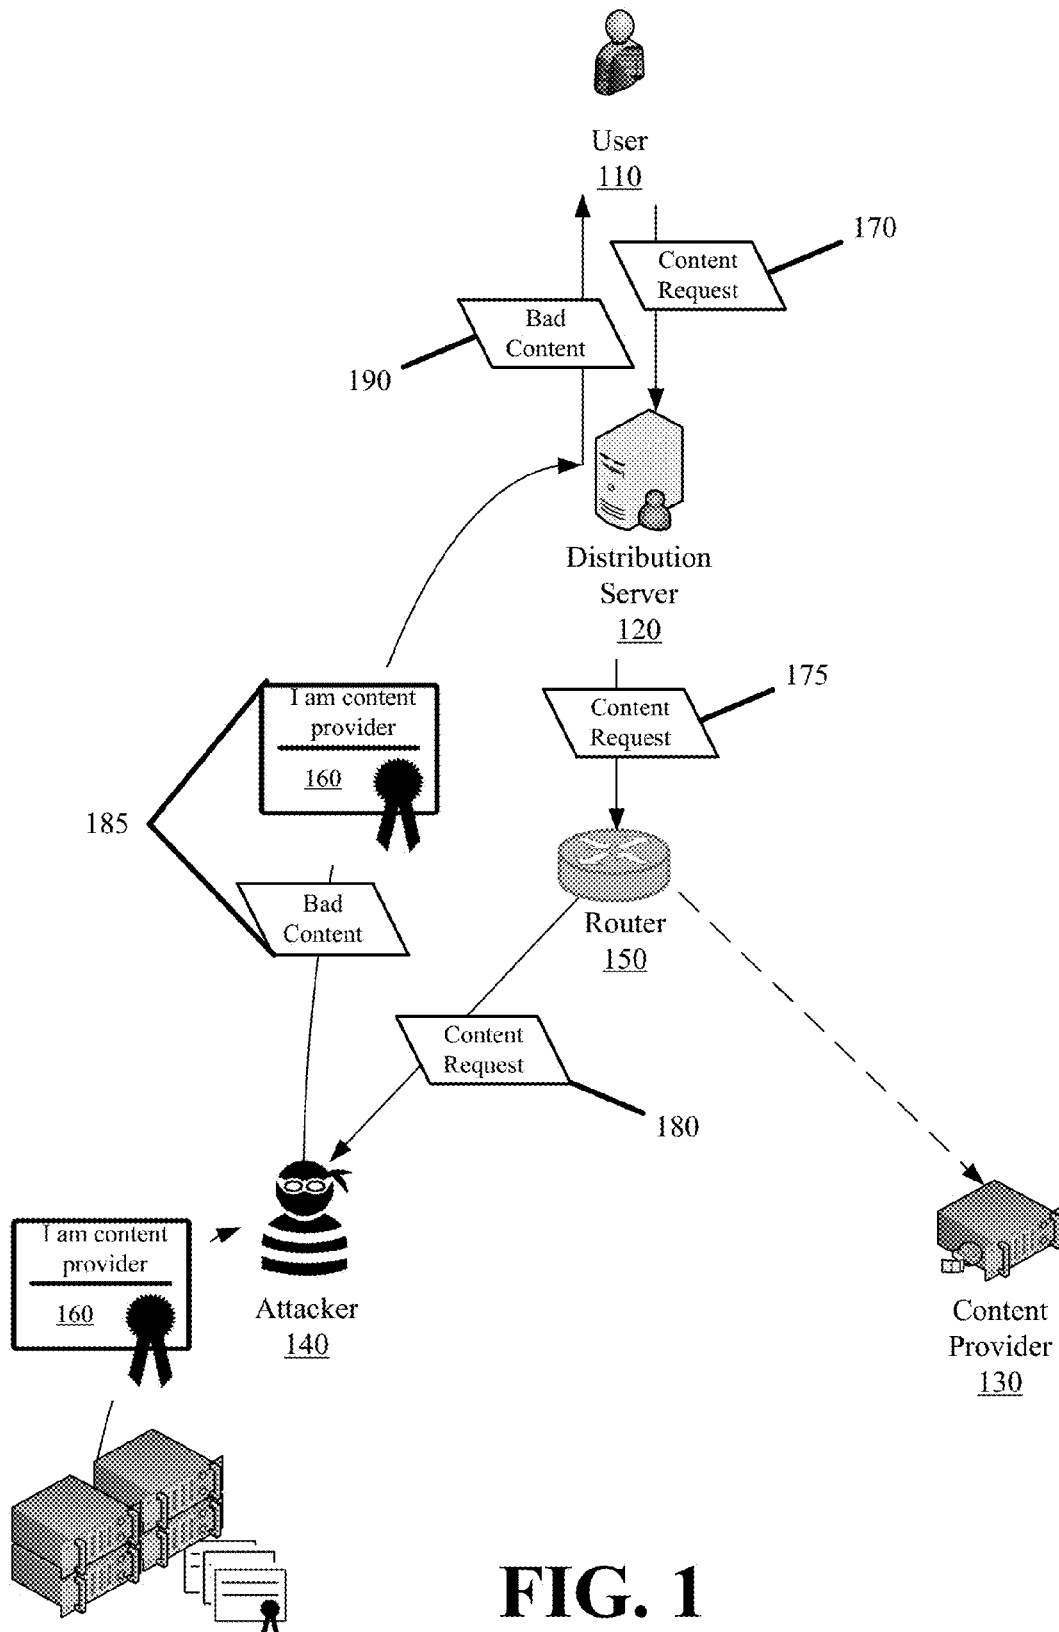 User
110
170
Content
Request
Bad
Content
190
Distribution
Server
120
175
Content
Request
I am content
provider
160
185
Bad
Content
Router
150
Content
Request
180
I am content
provider
160
Attacker
140
Content
Provider
130
FIG. 1